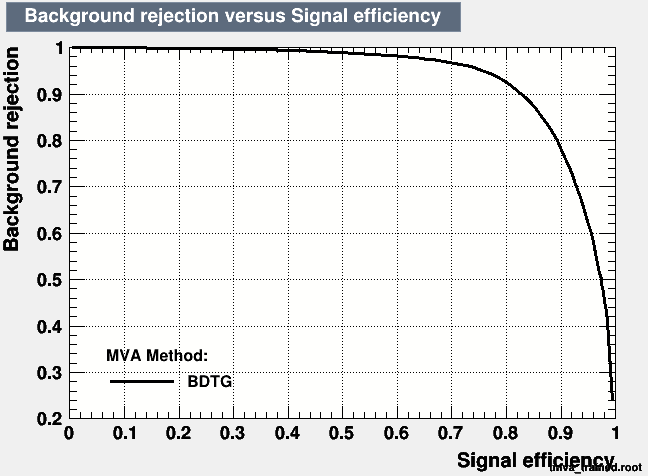 Background rejection versus Signal efficiency
Background rejection
1
0.9
0.8
0.7
0.6
0.5
0.4
0.3
0.2
MVA Method:
BDTG
0 0.1 0.2 0.3 0.4 0.5 0.6 0.7 0.8 0.9 1
Signal efficiency
tmva_trained.root